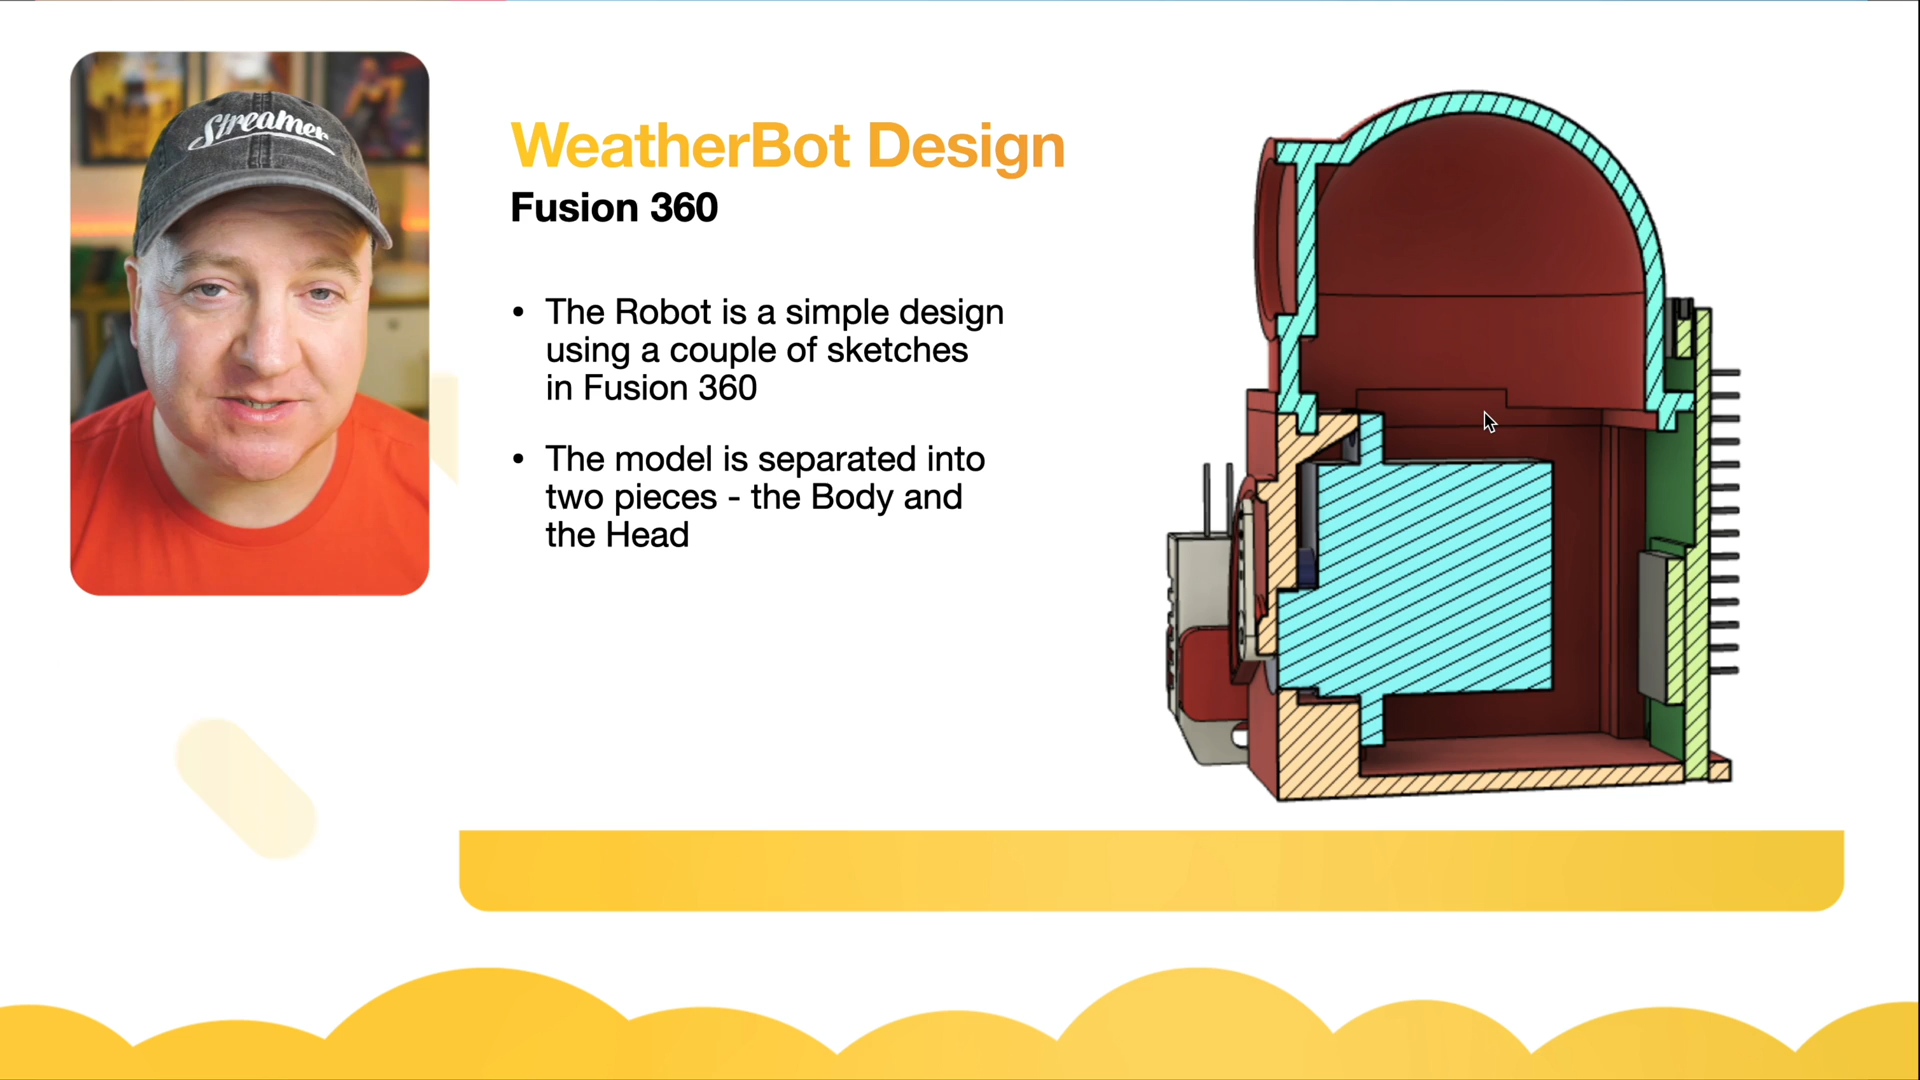 Streamer
WeatherBot Design
Fusion 360
• The Robot is a simple design
using a couple of sketches
in Fusion 360
• The model is separated into
two pieces - the Body and
the Head